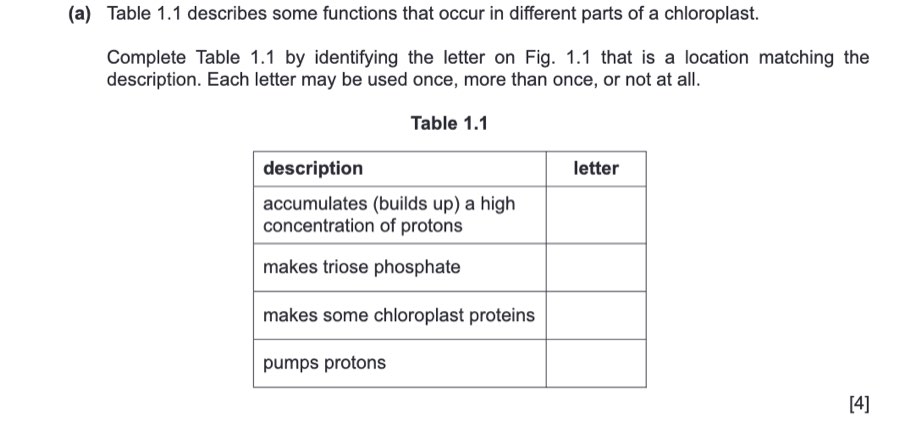 (a) Table 1.1 describes some functions that occur in different parts of a chloroplast.
Complete Table 1.1 by identifying the letter on Fig. 1.1 that is a location matching the
description. Each letter may be used once, more than once, or not at all.
Table 1.1
description letter
accumulates (builds up) a high
concentration of protons
makes triose phosphate
makes some chloroplast proteins
pumps protons
[4]